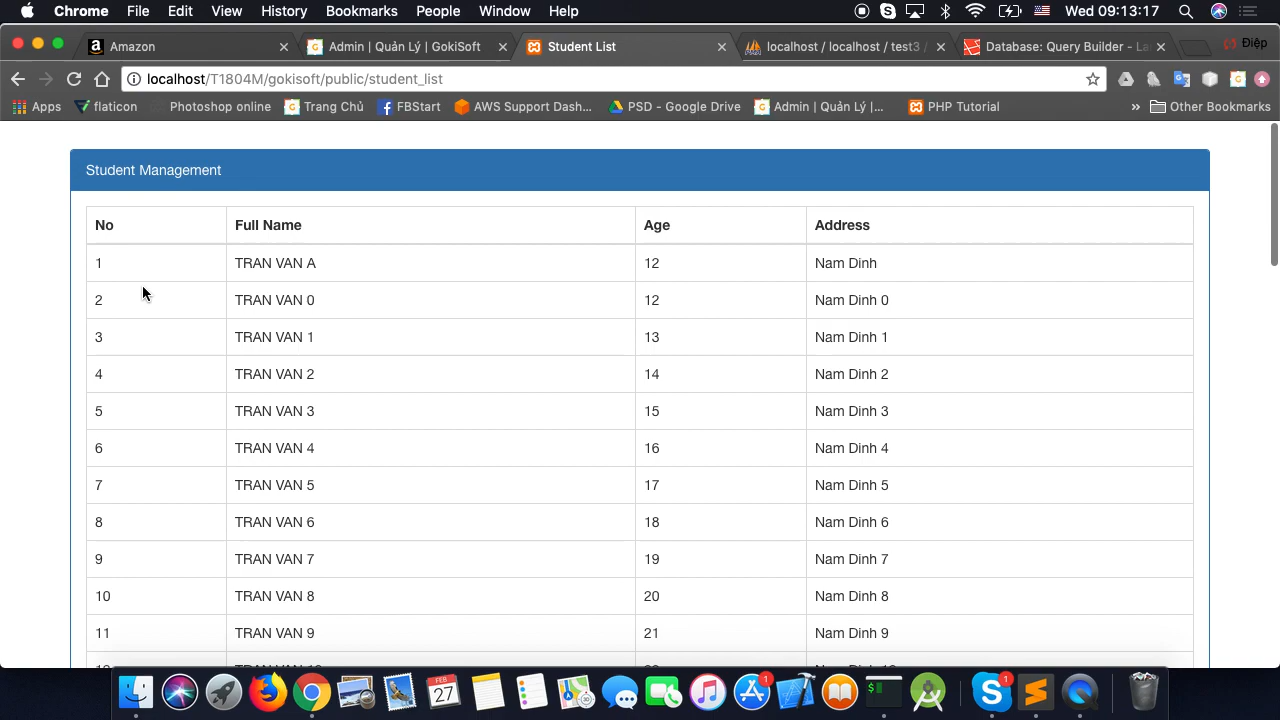 Chrome File Edit View History Bookmarks People Window Help Wed 09:13:17
Amazon Admin | Quản Lý | GokiSoft Student List localhost / localhost / test3 / Database: Query Builder - La Điệp
localhost/T1804M/gokisoft/public/student_list
Apps flaticon Photoshop online Trang Chủ FBStart AWS Support Dash... PSD - Google Drive Admin | Quản Lý |... PHP Tutorial » Other Bookmarks
Student Management
No Full Name Age Address
1 TRAN VAN A 12 Nam Dinh
2 TRAN VAN 0 12 Nam Dinh 0
3 TRAN VAN 1 13 Nam Dinh 1
4 TRAN VAN 2 14 Nam Dinh 2
5 TRAN VAN 3 15 Nam Dinh 3
6 TRAN VAN 4 16 Nam Dinh 4
7 TRAN VAN 5 17 Nam Dinh 5
8 TRAN VAN 6 18 Nam Dinh 6
9 TRAN VAN 7 19 Nam Dinh 7
10 TRAN VAN 8 20 Nam Dinh 8
11 TRAN VAN 9 21 Nam Dinh 9
FEB
27
1
1